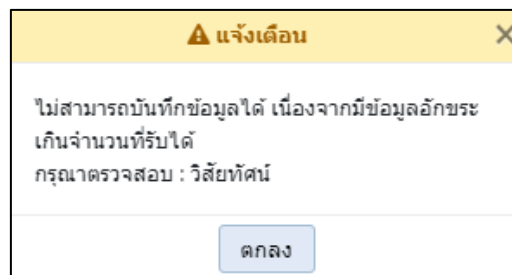 แจ้งเตือน
ไม่สามารถบันทึกข้อมูลได้ เนื่องจากมีข้อมูลอักขระ
เกินจำนวนที่รับได้
กรุณาตรวจสอบ : วิสัยทัศน์
ตกลง